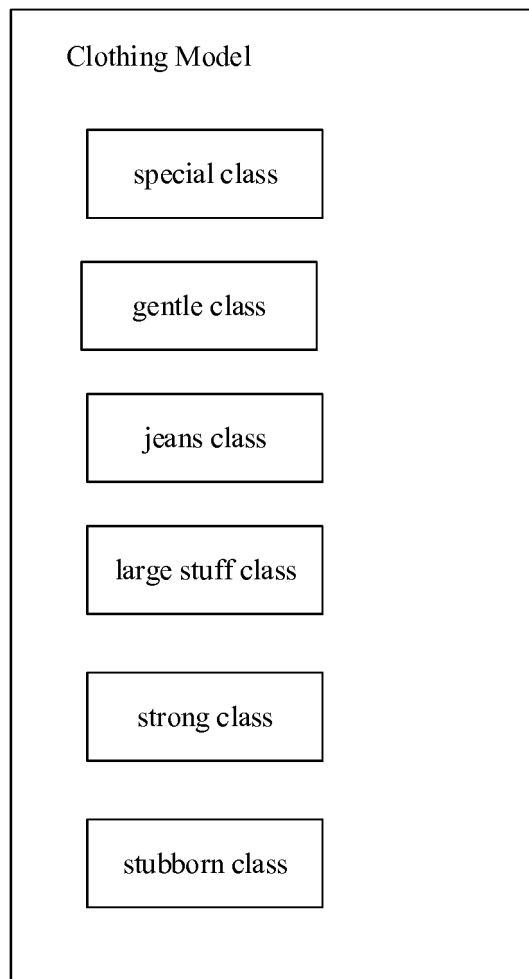 Clothing Model
special class
gentle class
jeans class
large stuff class
strong class
stubborn class